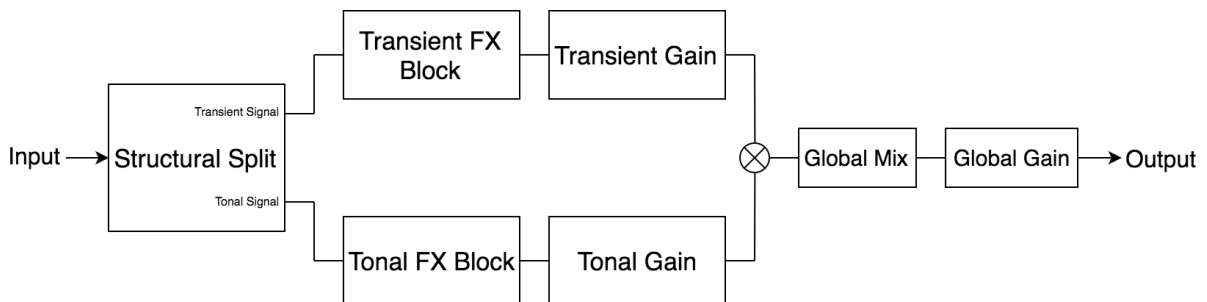 Transient FX
Block
Transient Gain
Transient Signal
Input
Structural Split
Global Mix
Global Gain
Output
Tonal Signal
Tonal FX Block
Tonal Gain